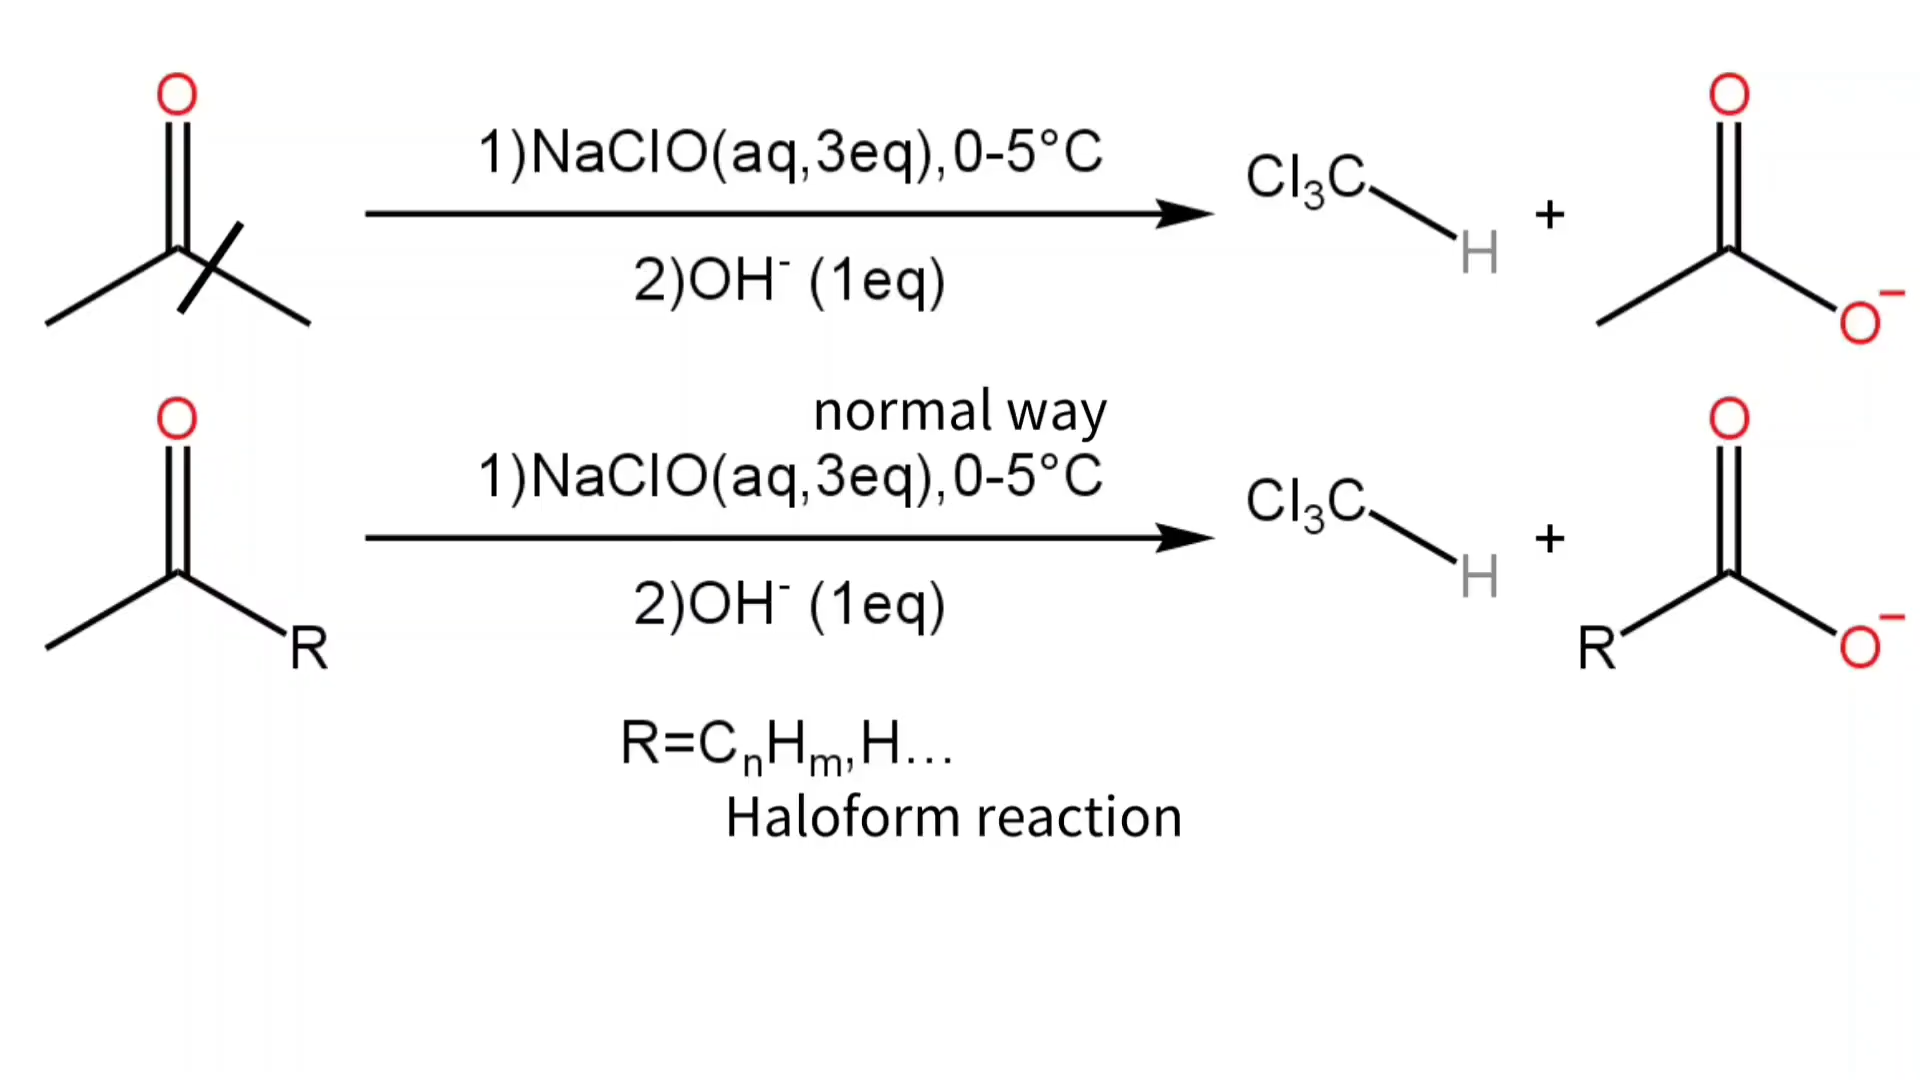 O
1)NaClO(aq,3eq),0-5°C
Cl₃C
H
+
O
O⁻
2)OH⁻ (1eq)
normal way
O
R
1)NaClO(aq,3eq),0-5°C
Cl₃C
H
+
O
R
O⁻
2)OH⁻ (1eq)
R=CₙHₘ,H...
Haloform reaction